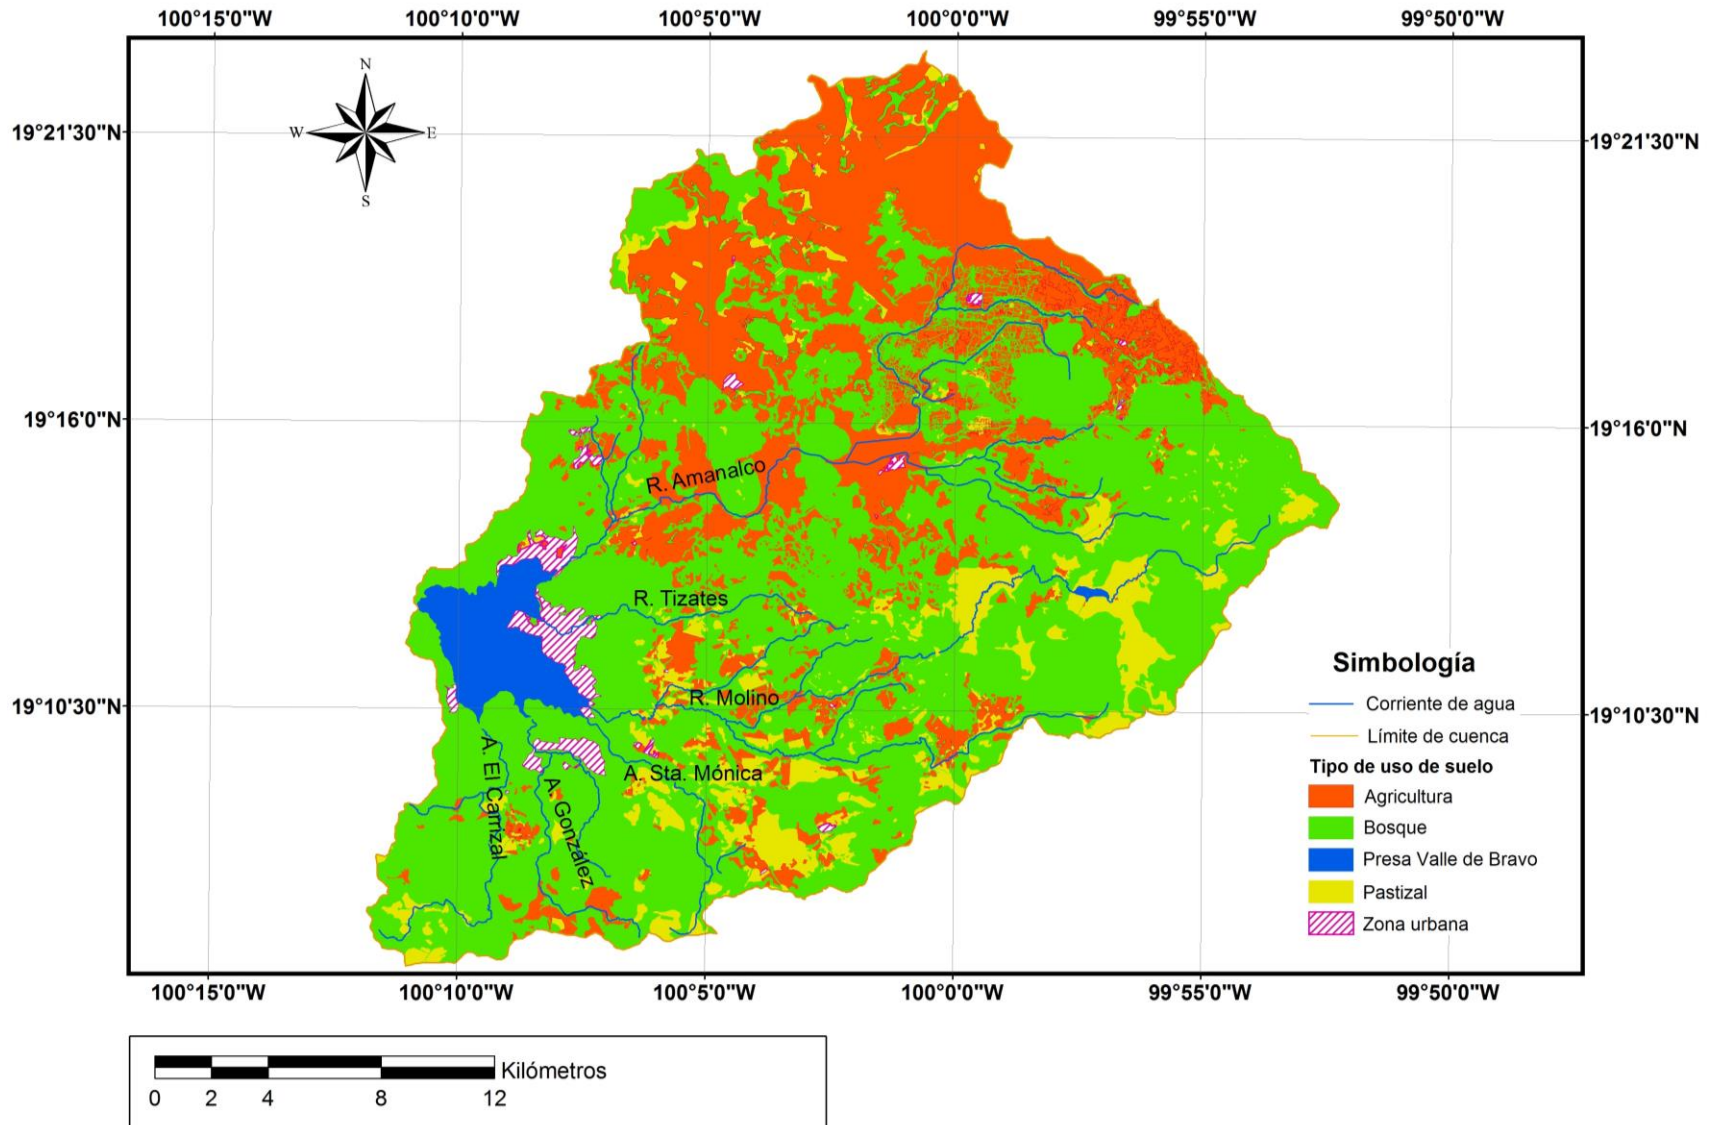 100°15'0"W 100°10'0"W 100°5'0"W 100°0'0"W 99°55'0"W 99°50'0"W
N
W E
S
19°21'30"N 19°21'30"N
19°16'0"N 19°16'0"N
R. Amanalco
R. Tizates
Simbología
R. Molino
19°10'30"N 19°10'30"N
Corriente de agua
Límite de cuenca
A. El Carrizal
A. González
A. Sta. Mónica
Tipo de uso de suelo
Agricultura
Bosque
Presa Valle de Bravo
Pastizal
Zona urbana
100°15'0"W 100°10'0"W 100°5'0"W 100°0'0"W 99°55'0"W 99°50'0"W
Kilómetros
0 2 4 8 12